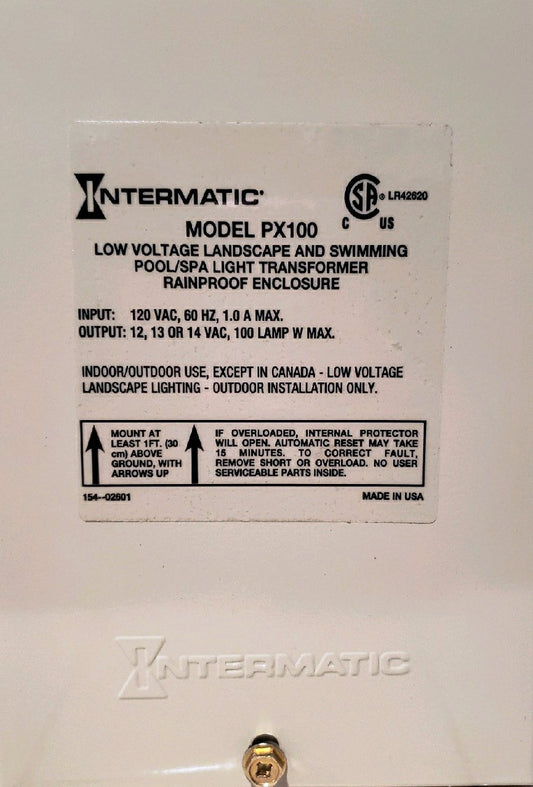 INTERMATIC®
CSA ® LR42620
C US
MODEL PX100
LOW VOLTAGE LANDSCAPE AND SWIMMING
POOL/SPA LIGHT TRANSFORMER
RAINPROOF ENCLOSURE
INPUT: 120 VAC, 60 HZ, 1.0 A MAX.
OUTPUT: 12, 13 OR 14 VAC, 100 LAMP W MAX.
INDOOR/OUTDOOR USE, EXCEPT IN CANADA - LOW VOLTAGE
LANDSCAPE LIGHTING - OUTDOOR INSTALLATION ONLY.
MOUNT AT
LEAST 1FT. (30
cm) ABOVE
GROUND, WITH
ARROWS UP
IF OVERLOADED, INTERNAL PROTECTOR
WILL OPEN. AUTOMATIC RESET MAY TAKE
15 MINUTES. TO CORRECT FAULT,
REMOVE SHORT OR OVERLOAD. NO USER
SERVICEABLE PARTS INSIDE.
154--02801
MADE IN USA
INTERMATIC